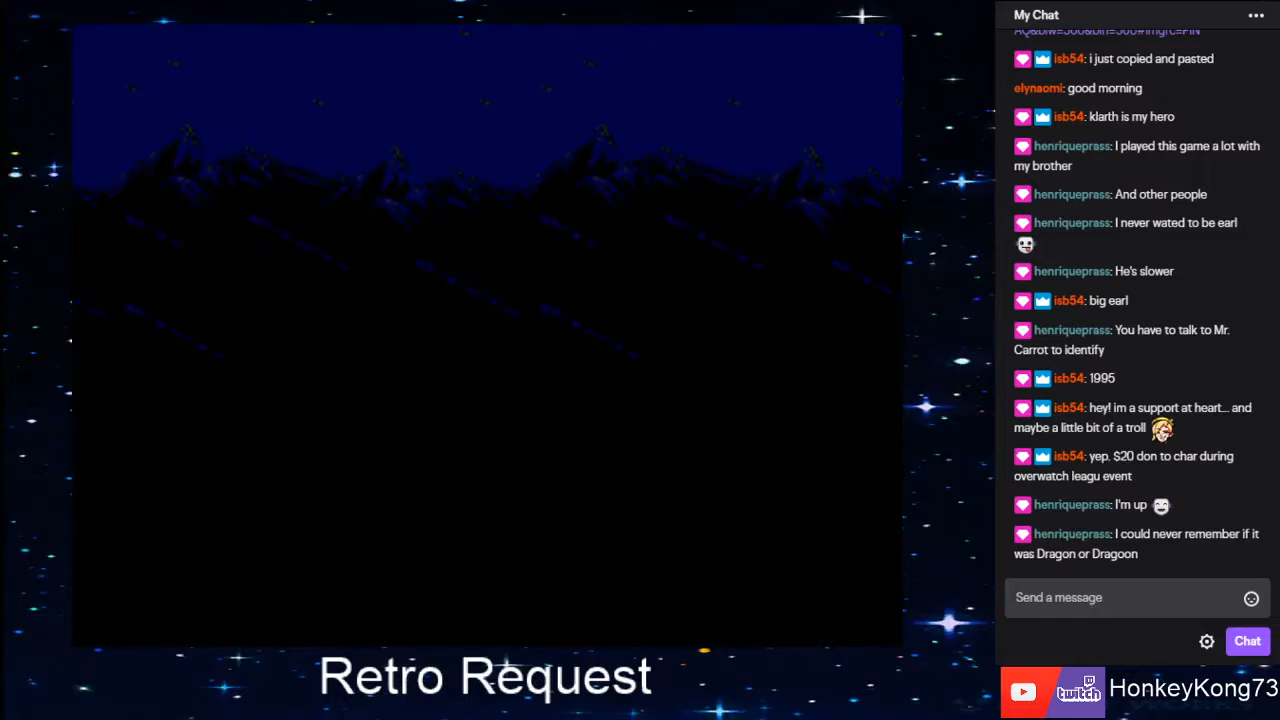 My Chat
isb54: i just copied and pasted
elynaomi: good morning
isb54: klarth is my hero
henriqueprass: I played this game a lot with
my brother
henriqueprass: And other people
henriqueprass: I never wated to be earl
henriqueprass: He's slower
isb54: big earl
henriqueprass: You have to talk to Mr.
Carrot to identify
isb54: 1995
isb54: hey! im a support at heart... and
maybe a little bit of a troll
isb54: yep. $20 don to char during
overwatch leagu event
henriqueprass: I'm up
henriqueprass: I could never remember if it
was Dragon or Dragoon
Send a message
Chat
Retro Request
twitch
HonkeyKong73